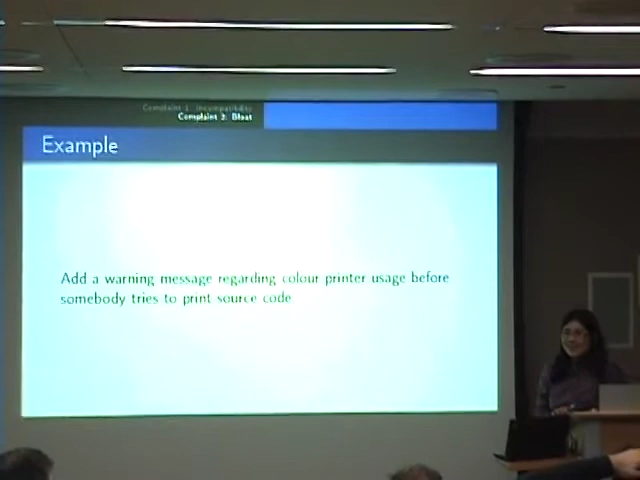 Complaint 1: Incompatibility
Complaint 2: Bloat
Example
Add a warning message regarding colour printer usage before
somebody tries to print source code